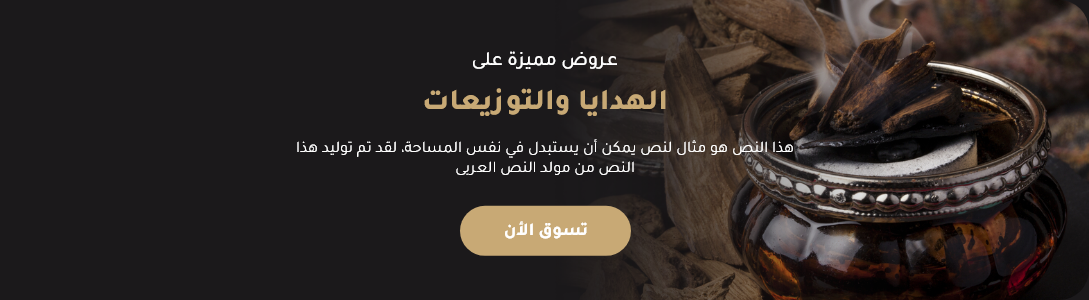 عروض مميزة على
الهدايا والتوزيعات
هذا النص هو مثال لنص يمكن أن يستبدل في نفس المساحة، لقد تم توليد هذا
النص من مولد النص العربى
تسوق الأن